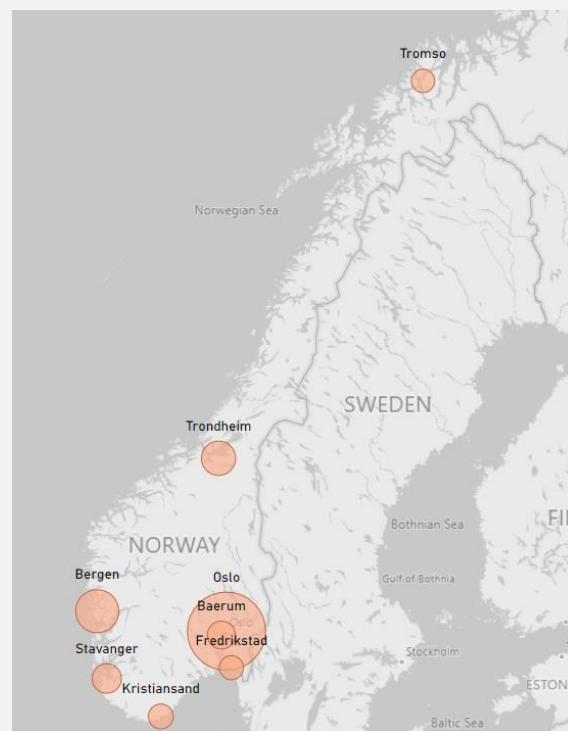 Tromso
Norwegian Sea
SWEDEN
Trondheim
Bothnian Sea
NORWAY
Bergen
Oslo
Gulf of Bothnia
Baerum
Oslo
Fredrikstad
Stavanger
Stockholm
Kristiansand
ESTON
Baltic Sea